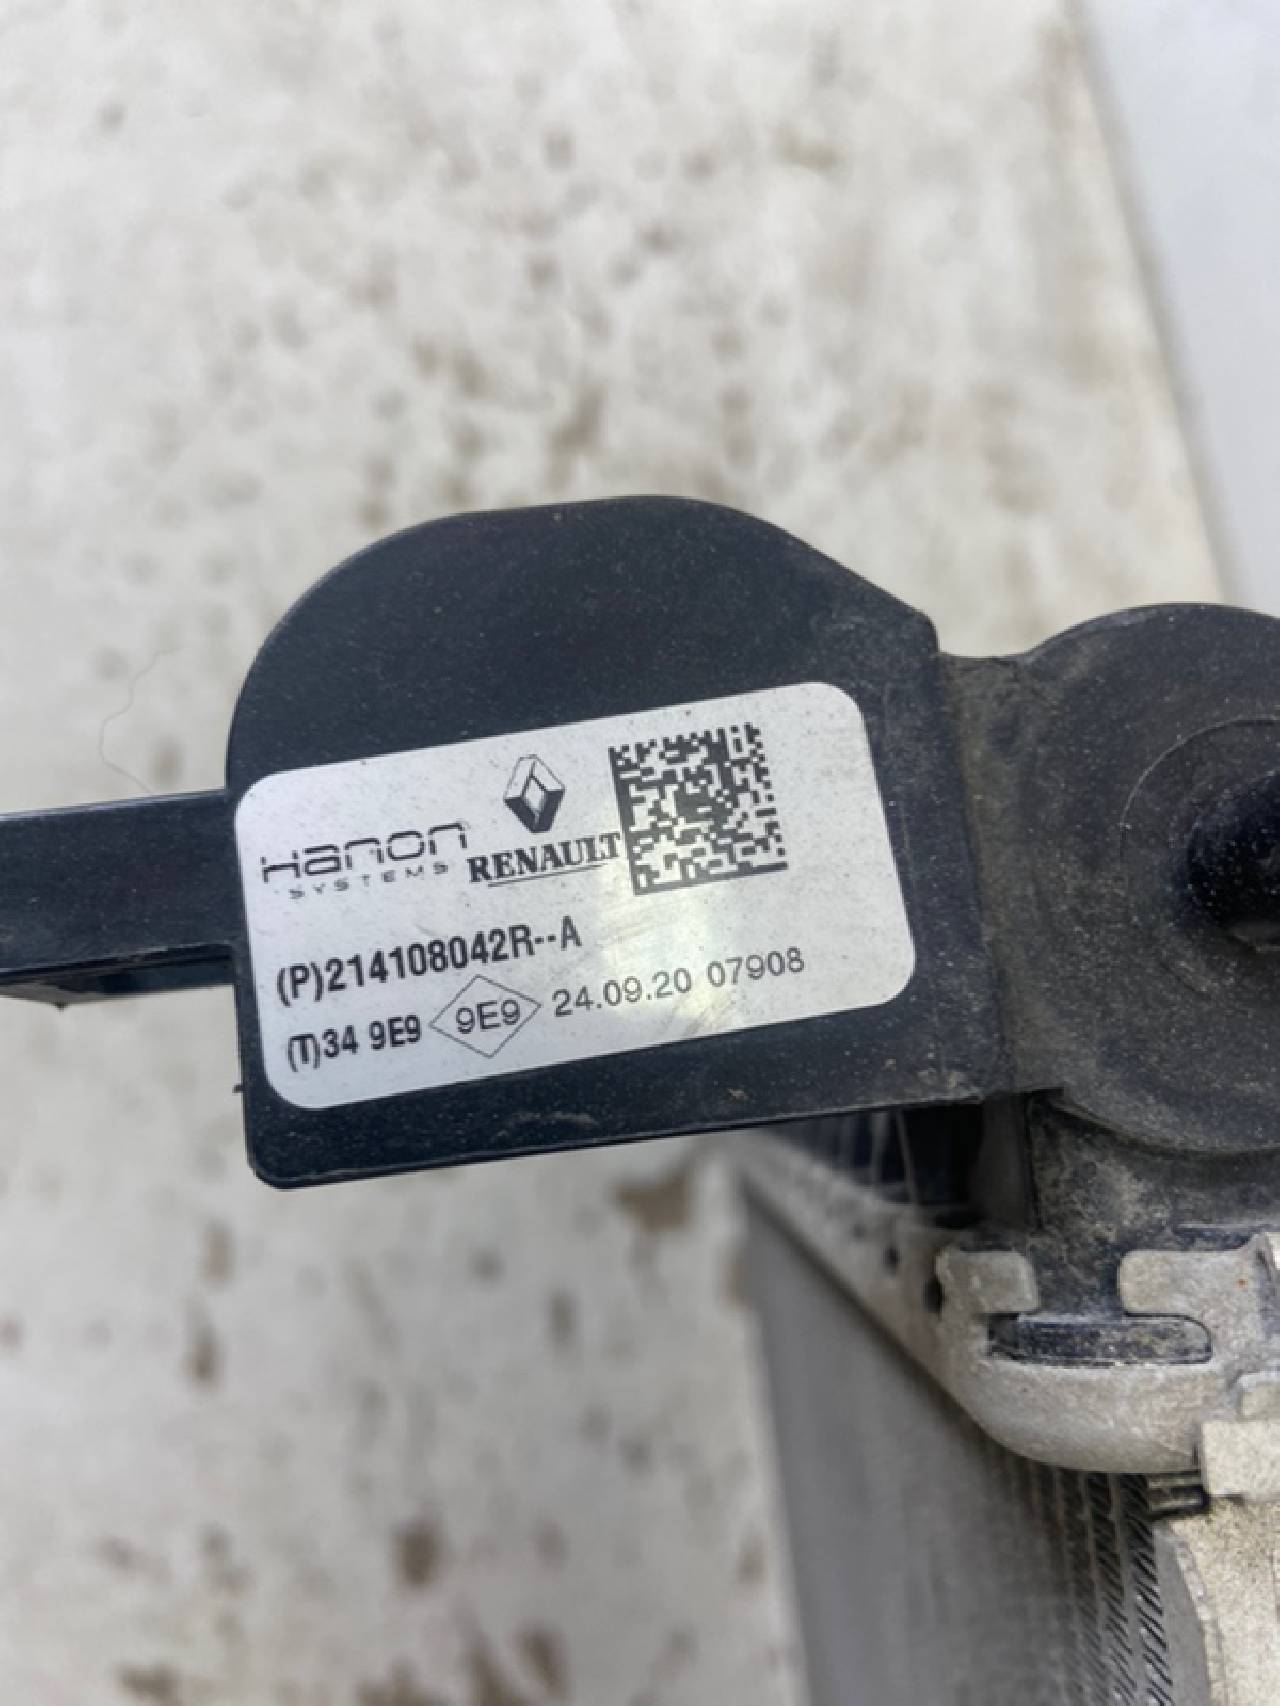 Hanon
SYSTEMS
RENAULT
(P)214108042R--A
(T)34 9E9 9E9 24.09.20 07908